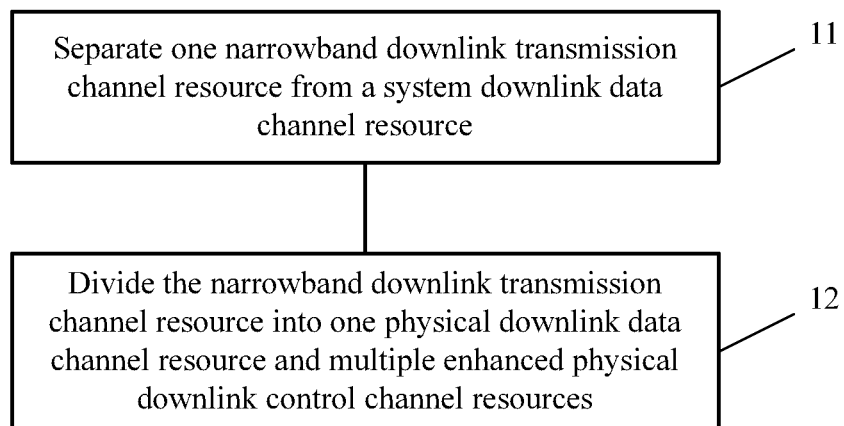 Separate one narrowband downlink transmission
channel resource from a system downlink data
channel resource
11
Divide the narrowband downlink transmission
channel resource into one physical downlink data
channel resource and multiple enhanced physical
downlink control channel resources
12